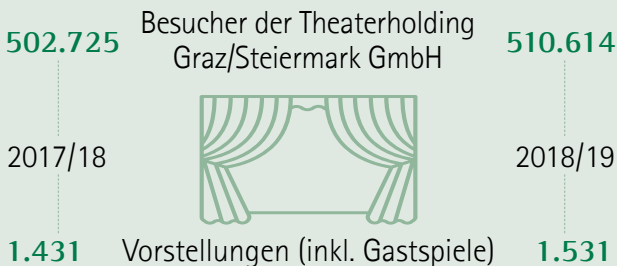 Besucher der Theaterholding
Graz/Steiermark GmbH
502.725
510.614
2017/18
2018/19
1.431
Vorstellungen (inkl. Gastspiele)
1.531